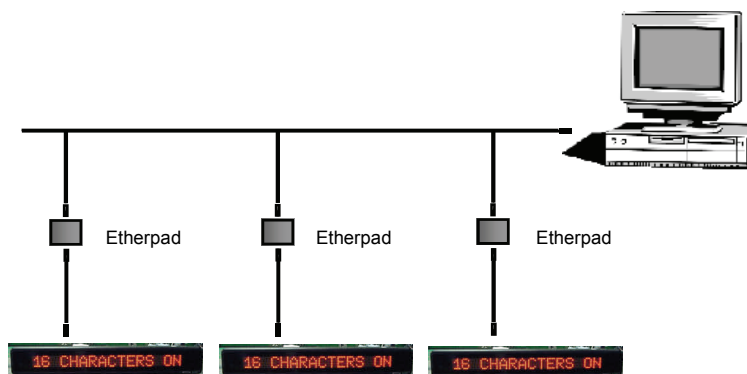 Etherpad Etherpad Etherpad
16 CHARACTERS ON 16 CHARACTERS ON 16 CHARACTERS ON